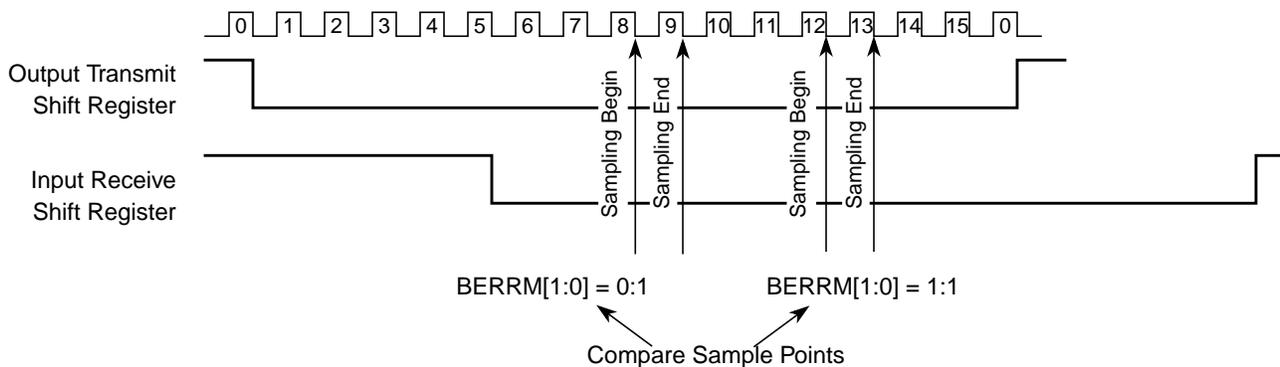 0 1 2 3 4 5 6 7 8 9 10 11 12 13 14 15 0
Output Transmit
Shift Register
Sampling Begin
Sampling End
Sampling Begin
Sampling End
Input Receive
Shift Register
BERRM[1:0] = 0:1 BERRM[1:0] = 1:1
Compare Sample Points